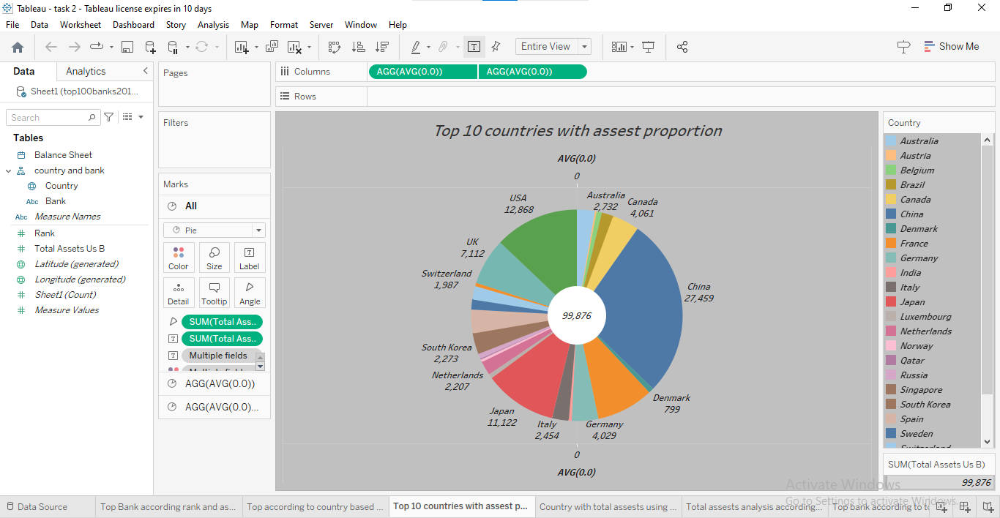 Tableau - task 2 - Tableau license expires in 10 days
File Data Worksheet Dashboard Story Analysis Map Format Server Window Help
Entire View
Show Me
Data Analytics
Sheet1 (top100banks201...
Search
Tables
Balance Sheet
country and bank
Country
Abc Bank
Abc Measure Names
Rank
Total Assets Us B
Latitude (generated)
Longitude (generated)
Sheet1 (Count)
Measure Values
Pages
Filters
Marks
All
Pie
Color Size Label
Detail Tooltip Angle
SUM(Total Ass..
SUM(Total Ass..
Multiple fields
AGG(AVG(0.0))
AGG(AVG(0.0)...
Columns AGG(AVG(0.0)) AGG(AVG(0.0))
Rows
Top 10 countries with assest proportion
AVG(0.0)
0
USA
12,868
Australia
2,732
Canada
4,061
UK
7,112
Switzerland
1,987
China
27,459
99,876
South Korea
2,273
Netherlands
2,207
Denmark
799
Japan
11,122
Italy
2,454
Germany
4,029
0
AVG(0.0)
Country
Australia
Austria
Belgium
Brazil
Canada
China
Denmark
France
Germany
India
Italy
Japan
Luxembourg
Netherlands
Norway
Qatar
Russia
Singapore
South Korea
Spain
Sweden
SUM(Total Assets Us B)
99,876
Activate Windows
Go to Settings to activate Windows.
Data Source Top Bank according rank and as... Top according to country based ... Top 10 countries with assest p... Country with total assests using ... Total assests analysis according... Top bank according to to